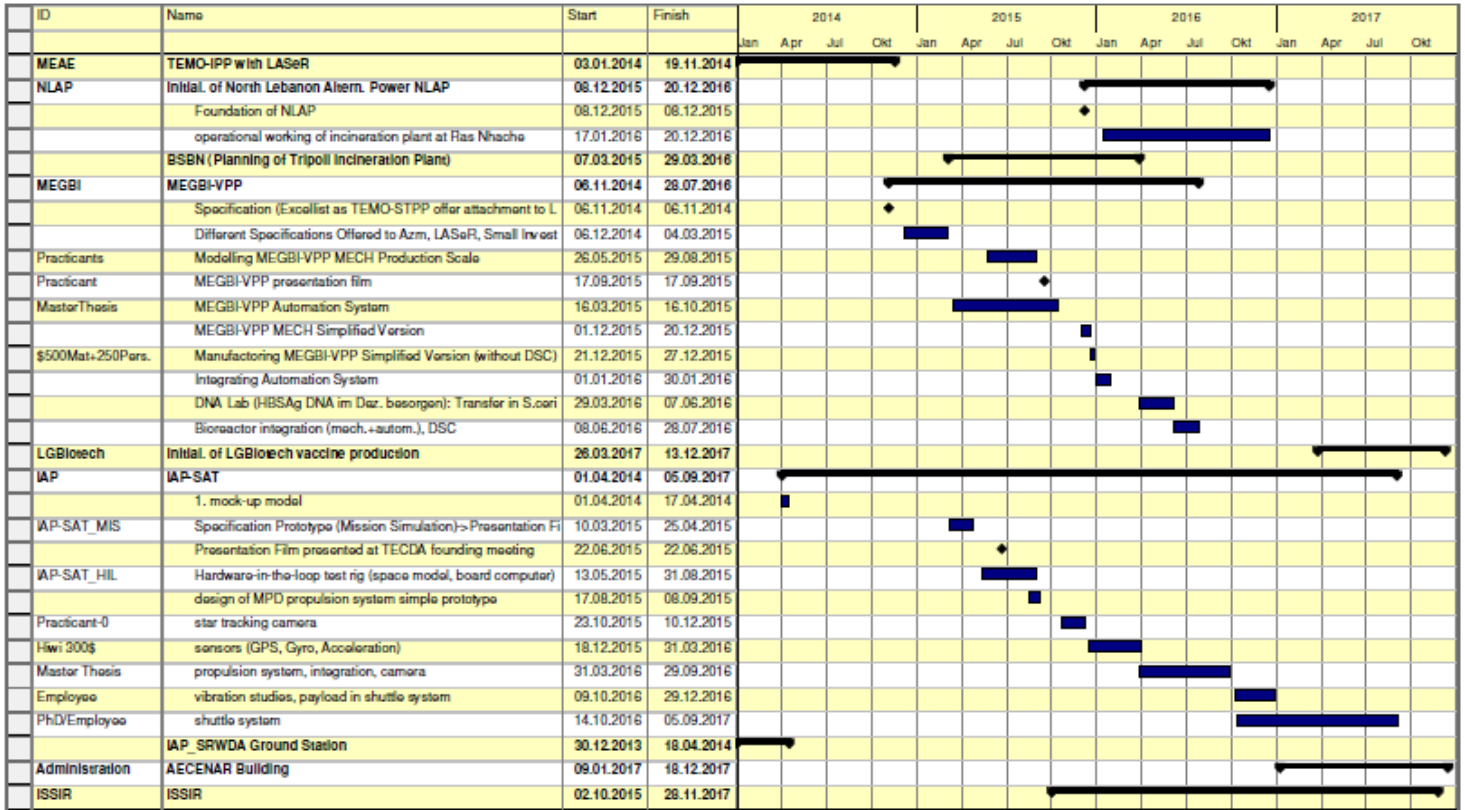 ID Name Start Finish 2014 2015 2016 2017
Jan Apr Jul Okt Jan Apr Jul Okt Jan Apr Jul Okt Jan Apr Jul Okt
MEAE TEMO-IPP with LASeR 03.01.2014 19.11.2014
NLAP Initial. of North Lebanon Altern. Power NLAP 08.12.2015 20.12.2016
Foundation of NLAP 08.12.2015 08.12.2015
operational working of incineration plant at Ras Nhache 17.01.2016 20.12.2016
BSBN (Planning of Tripoli Incineration Plant) 07.03.2015 29.03.2016
MEGBI MEGBI-VPP 06.11.2014 28.07.2016
Specification (Excellist as TEMO-STPP offer attachment to L 06.11.2014 06.11.2014
Different Specifications Offered to Azm, LASeR, Small Invest 06.12.2014 04.03.2015
Practicants Modelling MEGBI-VPP MECH Production Scale 26.05.2015 29.08.2015
Practicant MEGBI-VPP presentation film 17.09.2015 17.09.2015
MasterThesis MEGBI-VPP Automation System 16.03.2015 16.10.2015
MEGBI-VPP MECH Simplified Version 01.12.2015 20.12.2015
$500Mat+250Pers. Manufactoring MEGBI-VPP Simplified Version (without DSC) 21.12.2015 27.12.2015
Integrating Automation System 01.01.2016 30.01.2016
DNA Lab (HBSAg DNA im Dez. besorgen): Transfer in S.ceri 29.03.2016 07.06.2016
Bioreactor integration (mech.+autom.), DSC 08.06.2016 28.07.2016
LGBiotech Initial. of LGBiotech vaccine production 26.03.2017 13.12.2017
IAP IAP-SAT 01.04.2014 05.09.2017
1. mock-up model 01.04.2014 17.04.2014
IAP-SAT_MIS Specification Prototype (Mission Simulation)->Presentation Fi 10.03.2015 25.04.2015
Presentation Film presented at TECDA founding meeting 22.06.2015 22.06.2015
IAP-SAT_HIL Hardware-in-the-loop test rig (space model, board computer) 13.05.2015 31.08.2015
design of MPD propulsion system simple prototype 17.08.2015 08.09.2015
Practicant-0 star tracking camera 23.10.2015 10.12.2015
Hiwi 300$ sensors (GPS, Gyro, Acceleration) 18.12.2015 31.03.2016
Master Thesis propulsion system, integration, camera 31.03.2016 29.09.2016
Employee vibration studies, payload in shuttle system 09.10.2016 29.12.2016
PhD/Employee shuttle system 14.10.2016 05.09.2017
IAP_SRWDA Ground Station 30.12.2013 18.04.2014
Administration AECENAR Building 09.01.2017 18.12.2017
ISSIR ISSIR 02.10.2015 28.11.2017